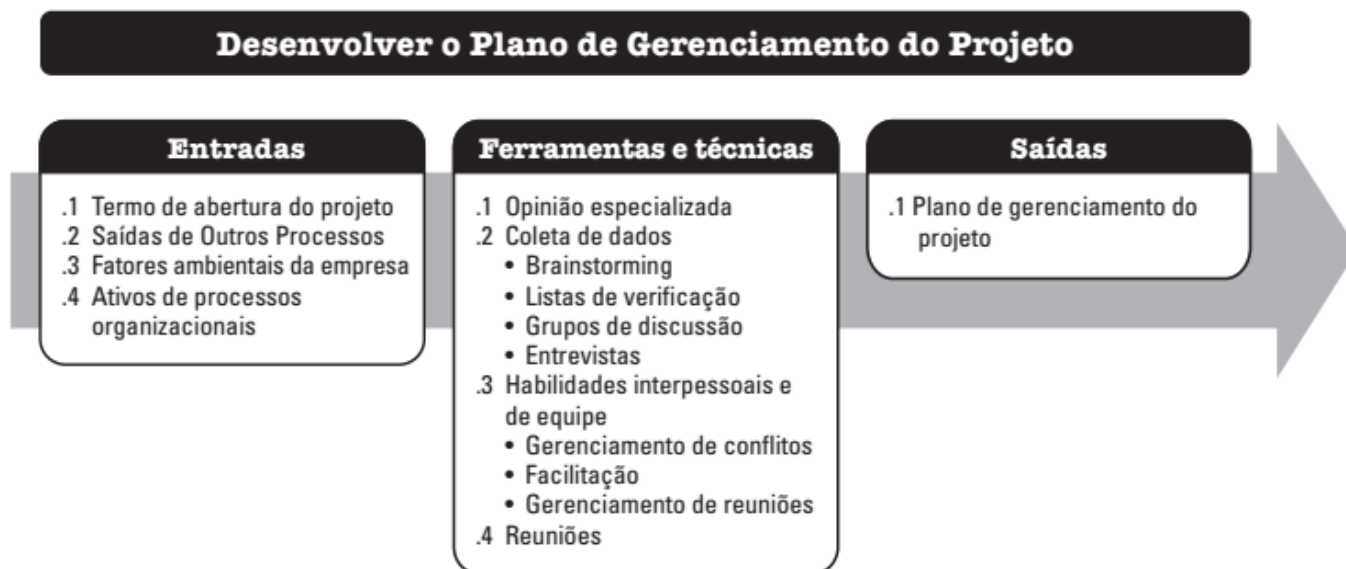 Desenvolver o Plano de Gerenciamento do Projeto
Entradas
.1 Termo de abertura do projeto
.2 Saídas de Outros Processos
.3 Fatores ambientais da empresa
.4 Ativos de processos
organizacionais
Ferramentas e técnicas
.1 Opinião especializada
.2 Coleta de dados
• Brainstorming
• Listas de verificação
• Grupos de discussão
• Entrevistas
.3 Habilidades interpessoais e
de equipe
• Gerenciamento de conflitos
• Facilitação
• Gerenciamento de reuniões
.4 Reuniões
Saídas
.1 Plano de gerenciamento do
projeto